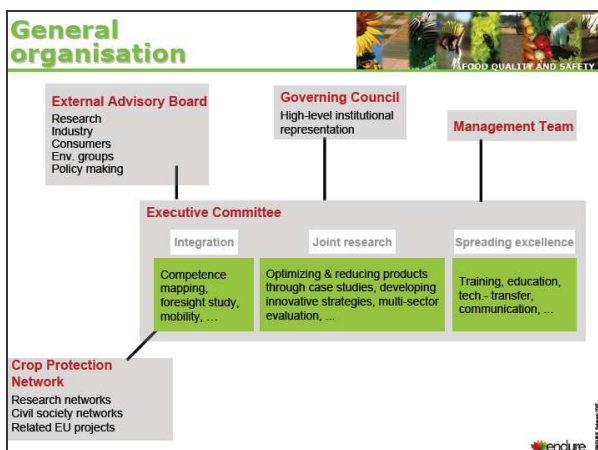 General
organisation
FOOD QUALITY AND SAFETY
External Advisory Board
Research
Industry
Consumers
Env. groups
Policy making
Governing Council
High-level institutional
representation
Management Team
Executive Committee
Integration
Competence
mapping,
foresight study,
mobility, ...
Joint research
Optimizing & reducing products
through case studies, developing
innovative strategies, multi-sector
evaluation, ...
Spreading excellence
Training, education,
tech.- transfer,
communication, ...
Crop Protection
Network
Research networks
Civil society networks
Related EU projects
endure